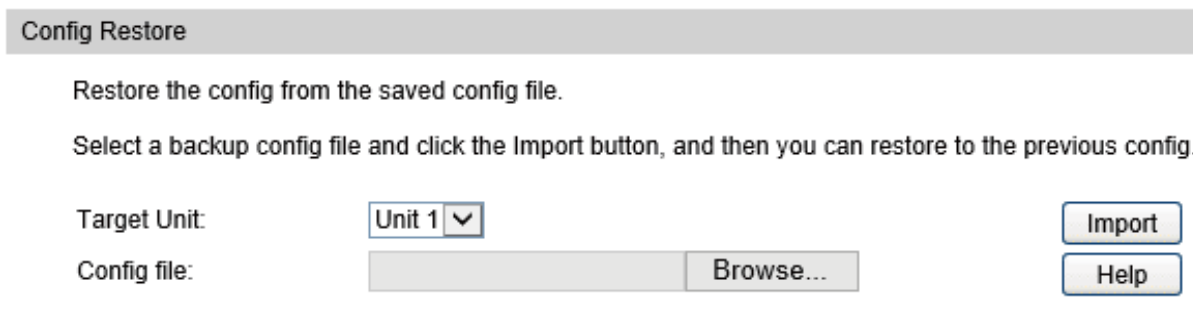 Config Restore
Restore the config from the saved config file.
Select a backup config file and click the Import button, and then you can restore to the previous config.
Target Unit: Unit 1 Import
Config file: Browse... Help